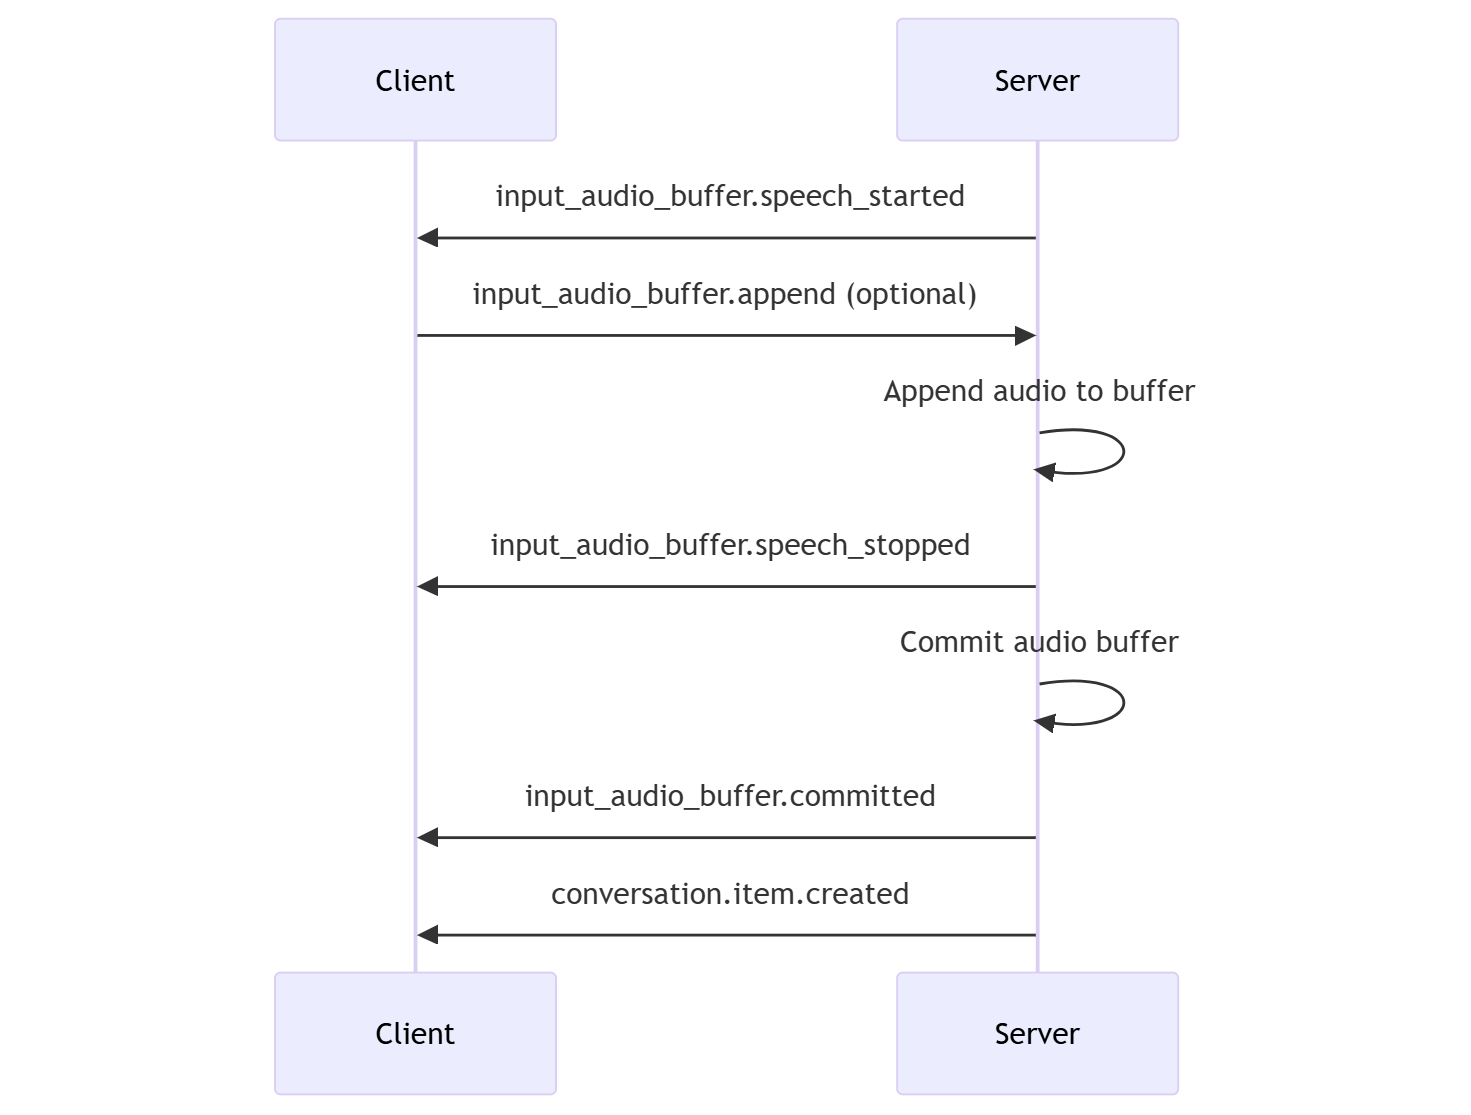 Client
Server
input_audio_buffer.speech_started
input_audio_buffer.append (optional)
Append audio to buffer
input_audio_buffer.speech_stopped
Commit audio buffer
input_audio_buffer.committed
conversation.item.created
Client
Server